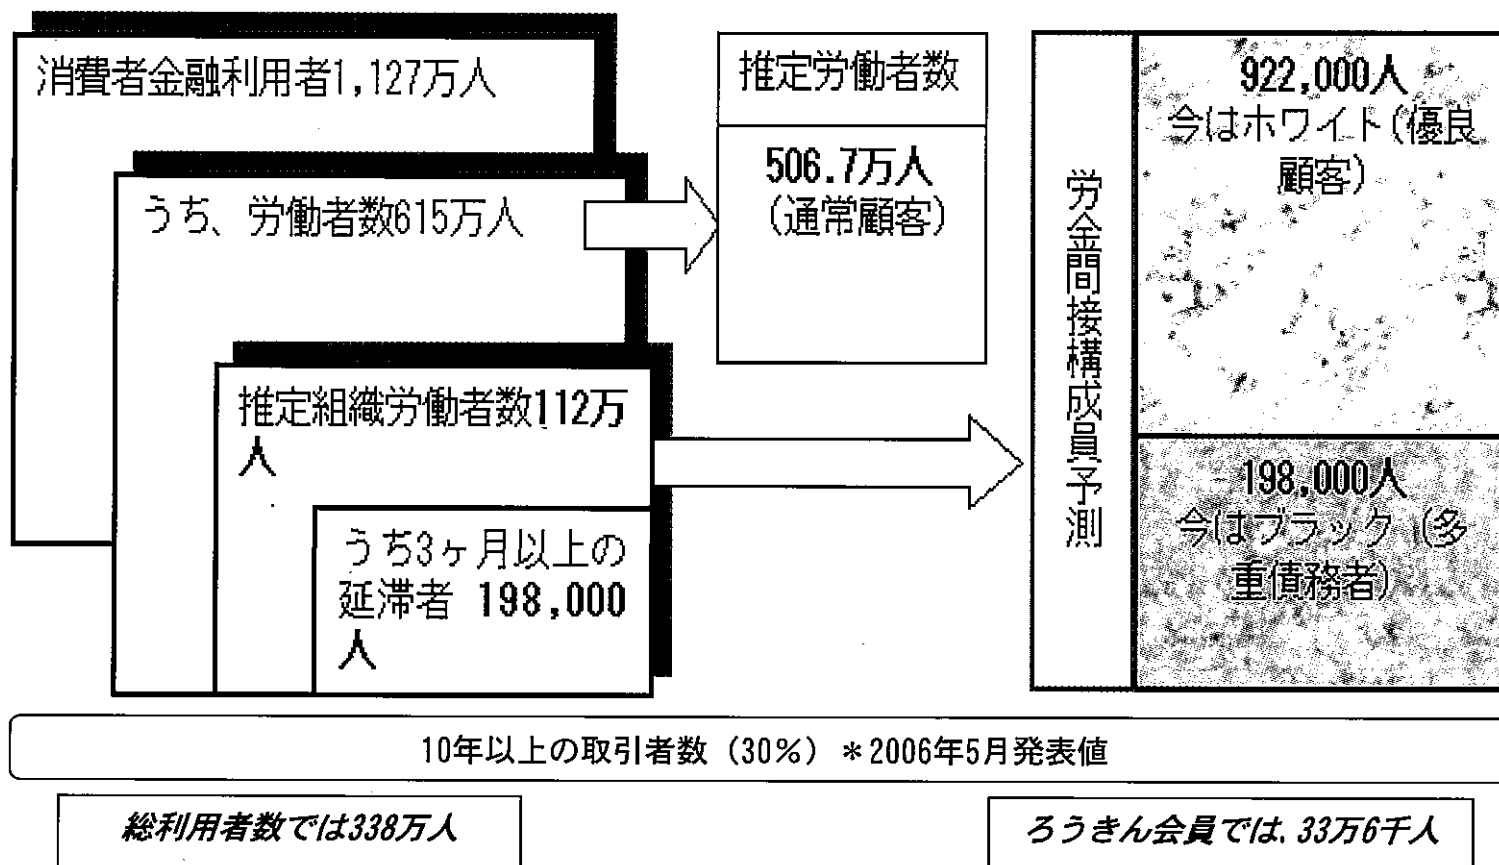 消費者金融利用者1,127万人
うち、労働者数615万人
推定組織労働者数112万
人
うち3ヶ月以上の
延滞者 198,000
人
推定労働者数
506.7万人
(通常顧客)
労金間接構成員予測
922,000人
今はホワイト(優良
顧客)
198,000人
今はブラック(多
重債務者)
10年以上の取引者数(30%)*2006年5月発表値
総利用者数では338万人
ろうきん会員では、33万6千人